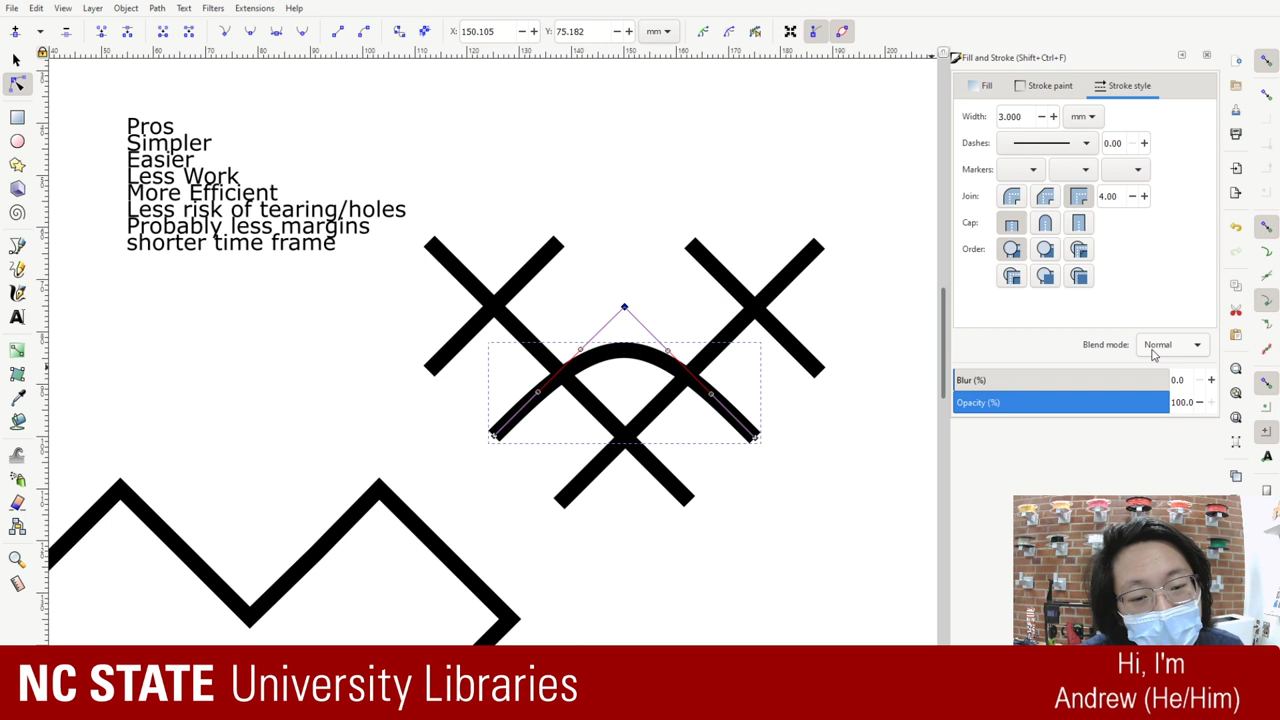 File Edit View Layer Object Path Text Filters Extensions Help
X: 150.105 Y: 75.182 mm
Fill and Stroke (Shift+Ctrl+F)
Fill Stroke paint Stroke style
Width: 3.000 mm
Dashes: 0.00
Markers:
Join: 4.00
Cap:
Order:
Blend mode: Normal
Blur (%) 0.0
Opacity (%) 100.0
Pros
Simpler
Easier
Less Work
More Efficient
Less risk of tearing/holes
Probably less margins
shorter time frame
NC STATE University Libraries
Hi, I'm
Andrew (He/Him)